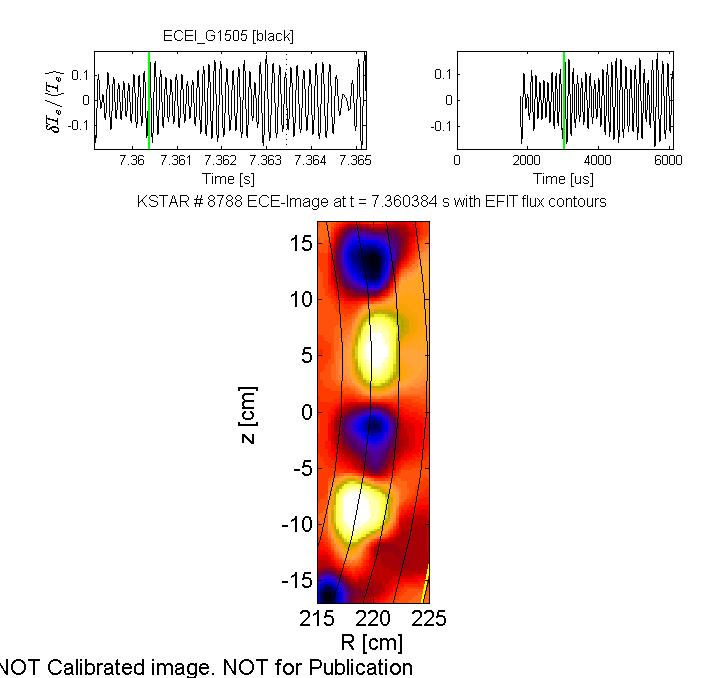 ECEI_G1505 [black]
δT_e / ⟨T_e⟩
0.1
0
-0.1
7.36 7.361 7.362 7.363 7.364 7.365
Time [s]
0.1
0
-0.1
0 2000 4000 6000
Time [us]
KSTAR # 8788 ECE-Image at t = 7.360384 s with EFIT flux contours
z [cm]
15
10
5
0
-5
-10
-15
215 220 225
R [cm]
NOT Calibrated image. NOT for Publication